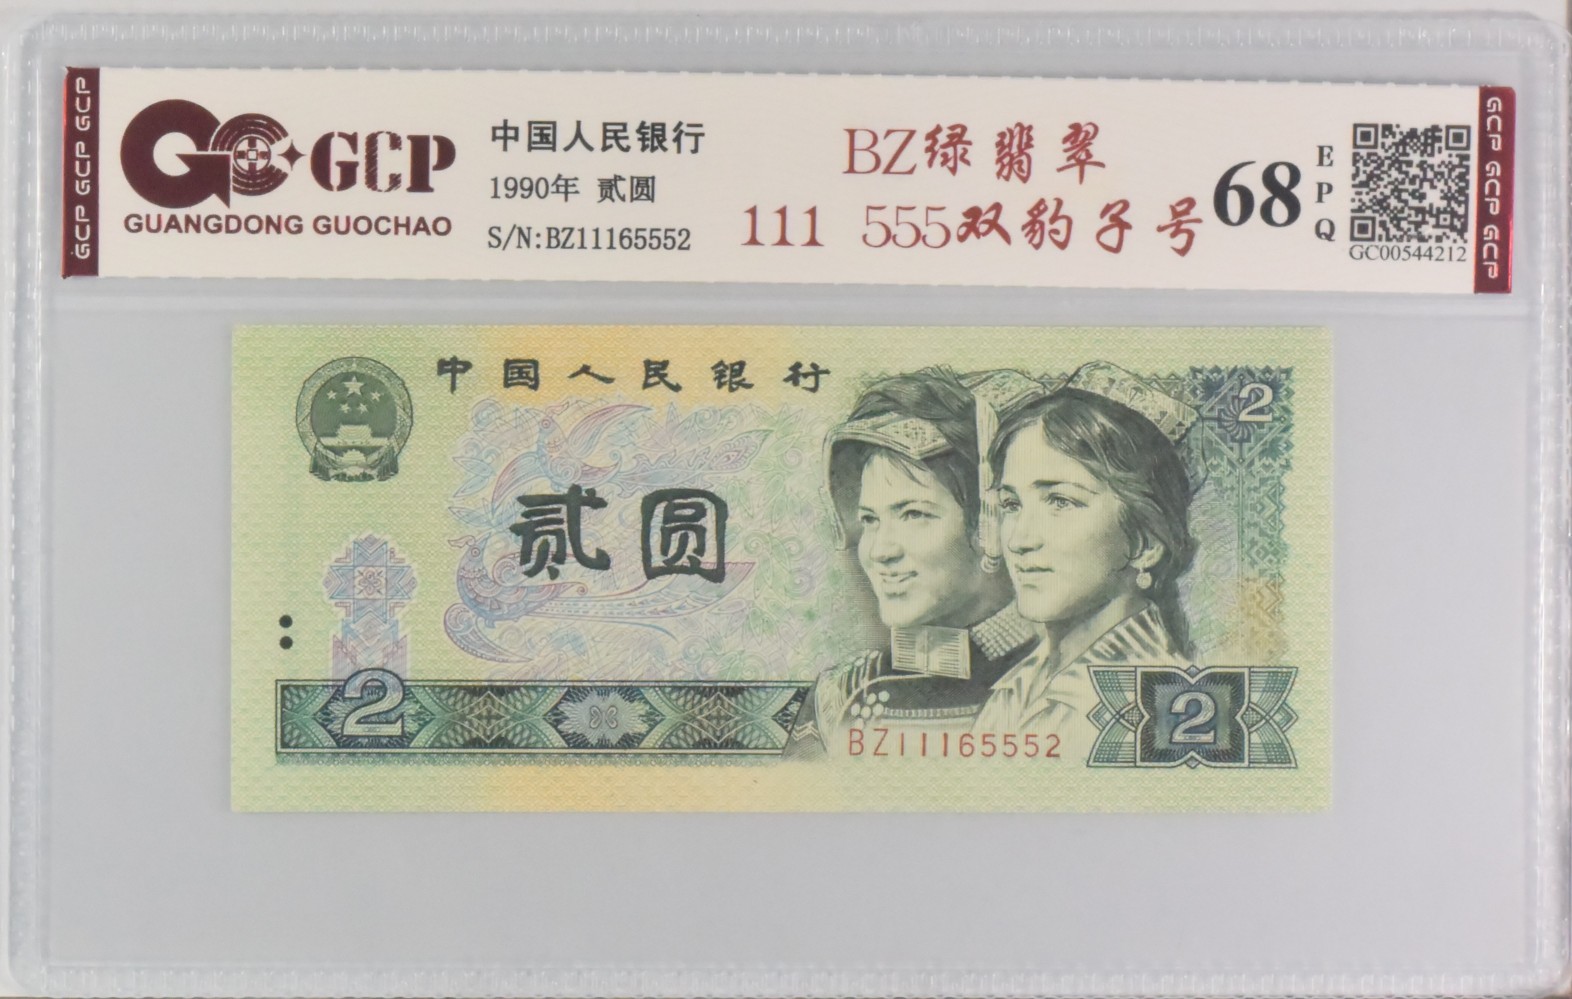 GCP GCP GCP
GCP
GUANGDONG GUOCHAO
中国人民银行
1990年 贰圆
S/N:BZ11165552
BZ绿翡翠
111 555双豹子号
68
EPQ
GC00544212
GCP GCP GCP
中国人民银行
2
贰圆
2
BZ11165552
2